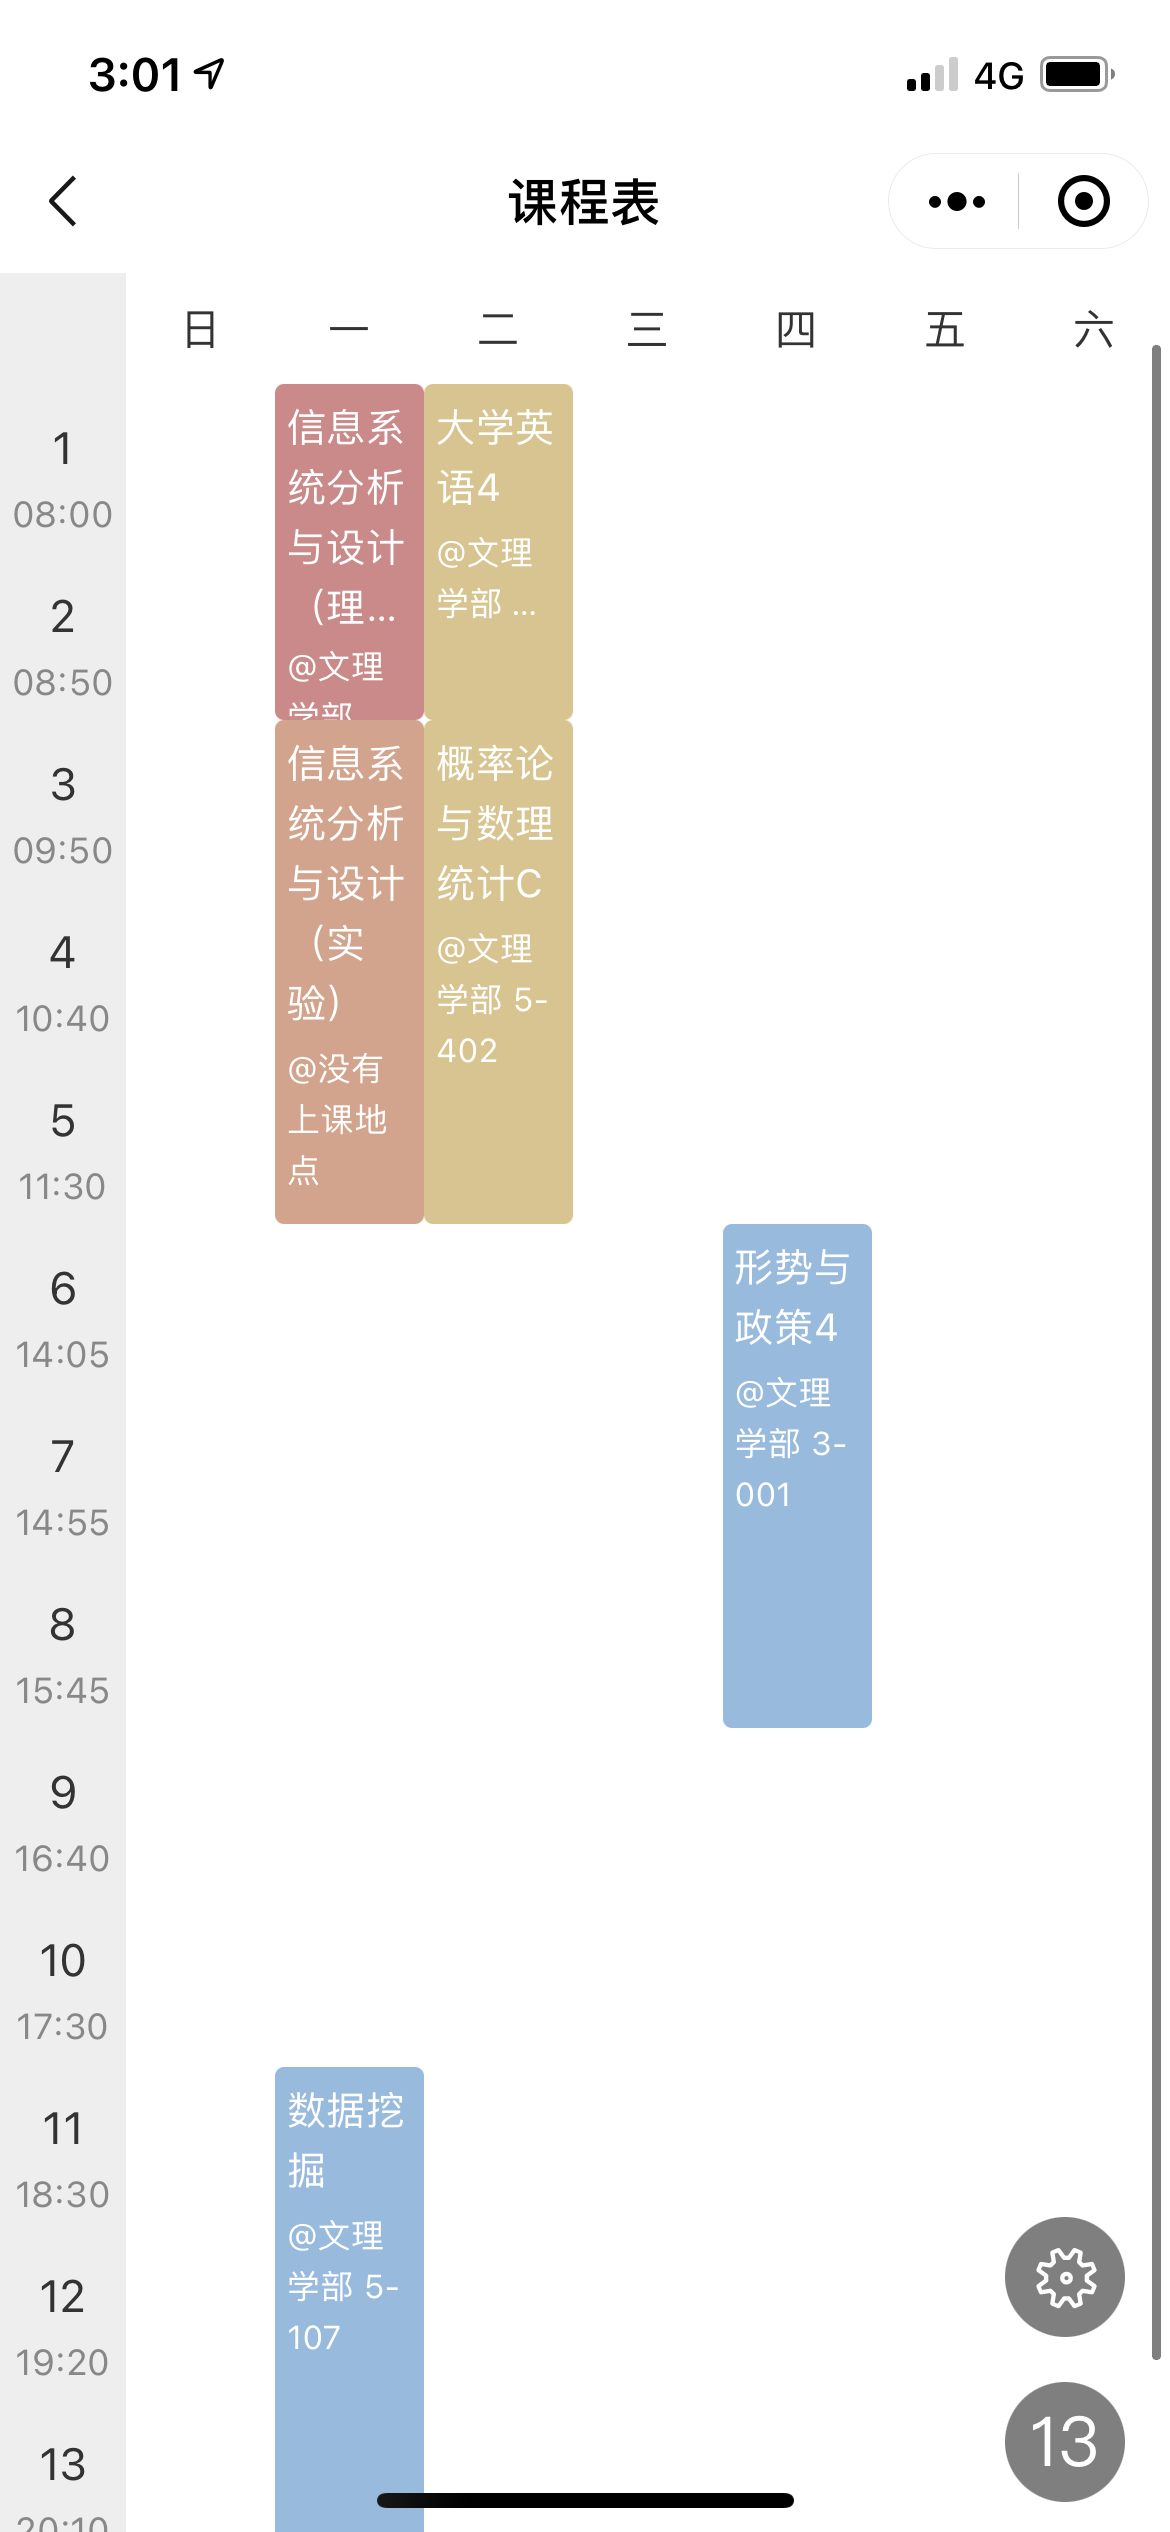 3:01
4G
课程表
日 一 二 三 四 五 六
1
08:00
2
08:50
3
09:50
4
10:40
5
11:30
6
14:05
7
14:55
8
15:45
9
16:40
10
17:30
11
18:30
12
19:20
13
20:10
信息系
统分析
与设计
（理...
@文理
学部
信息系
统分析
与设计
（实
验）
@没有
上课地
点
数据挖
掘
@文理
学部 5-
107
大学英
语4
@文理
学部 ...
概率论
与数理
统计C
@文理
学部 5-
402
形势与
政策4
@文理
学部 3-
001
13